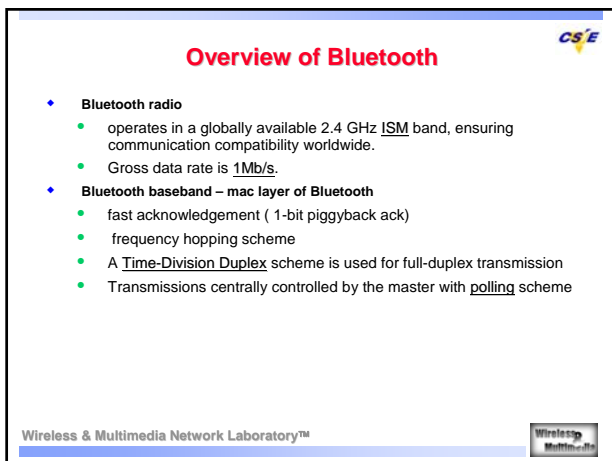 CS/E
Overview of Bluetooth
Bluetooth radio
operates in a globally available 2.4 GHz ISM band, ensuring
communication compatibility worldwide.
Gross data rate is 1Mb/s.
Bluetooth baseband – mac layer of Bluetooth
fast acknowledgement ( 1-bit piggyback ack)
frequency hopping scheme
A Time-Division Duplex scheme is used for full-duplex transmission
Transmissions centrally controlled by the master with polling scheme
Wireless & Multimedia Network Laboratory™
Wireless
Multimedia